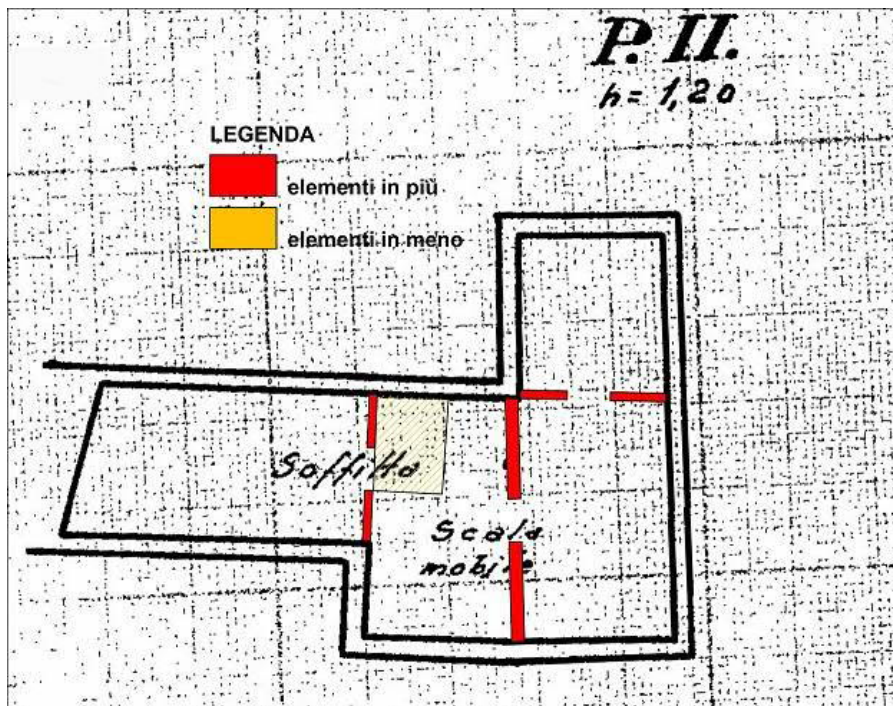 P. II.
h = 1,20
LEGENDA
elementi in più
elementi in meno
Soffitta
Scala
mobile